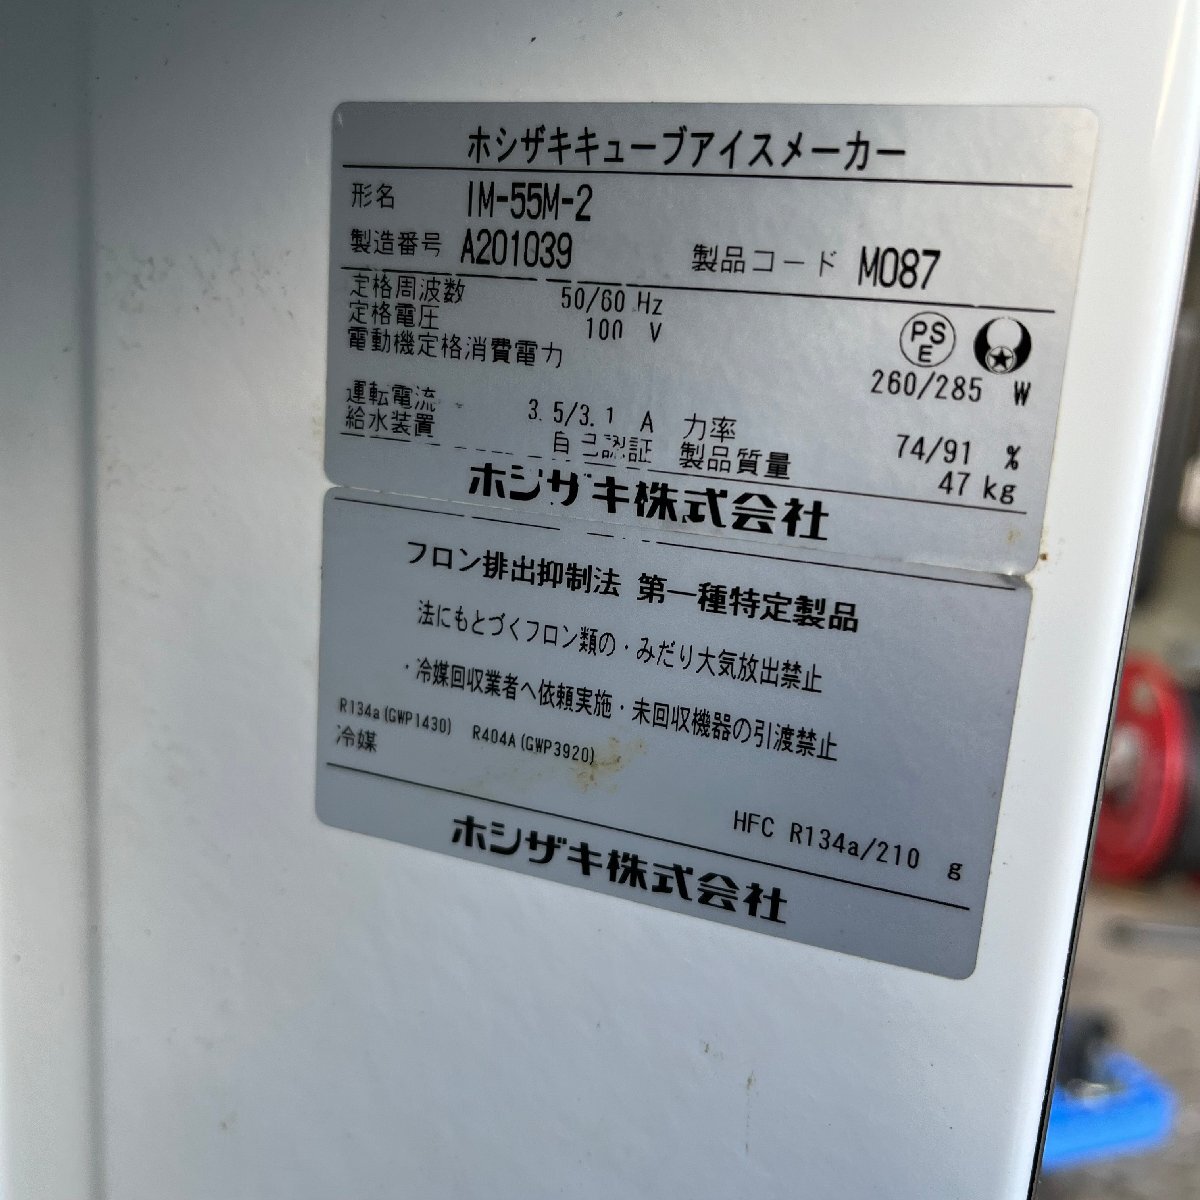 ホシザキキューブアイスメーカー
形名 IM-55M-2
製造番号 A201039 製品コード M087
定格周波数 50/60 Hz
定格電圧 100 V
電動機定格消費電力 260/285 W
PS
E
運転電流 3.5/3.1 A 力率 74/91 %
給水装置 自己認証 製品質量 47 kg
ホシザキ株式会社
フロン排出抑制法 第一種特定製品
法にもとづくフロン類の・みだり大気放出禁止
・冷媒回収業者へ依頼実施・未回収機器の引渡禁止
R134a(GWP1430) R404A(GWP3920)
冷媒 HFC R134a/210 g
ホシザキ株式会社